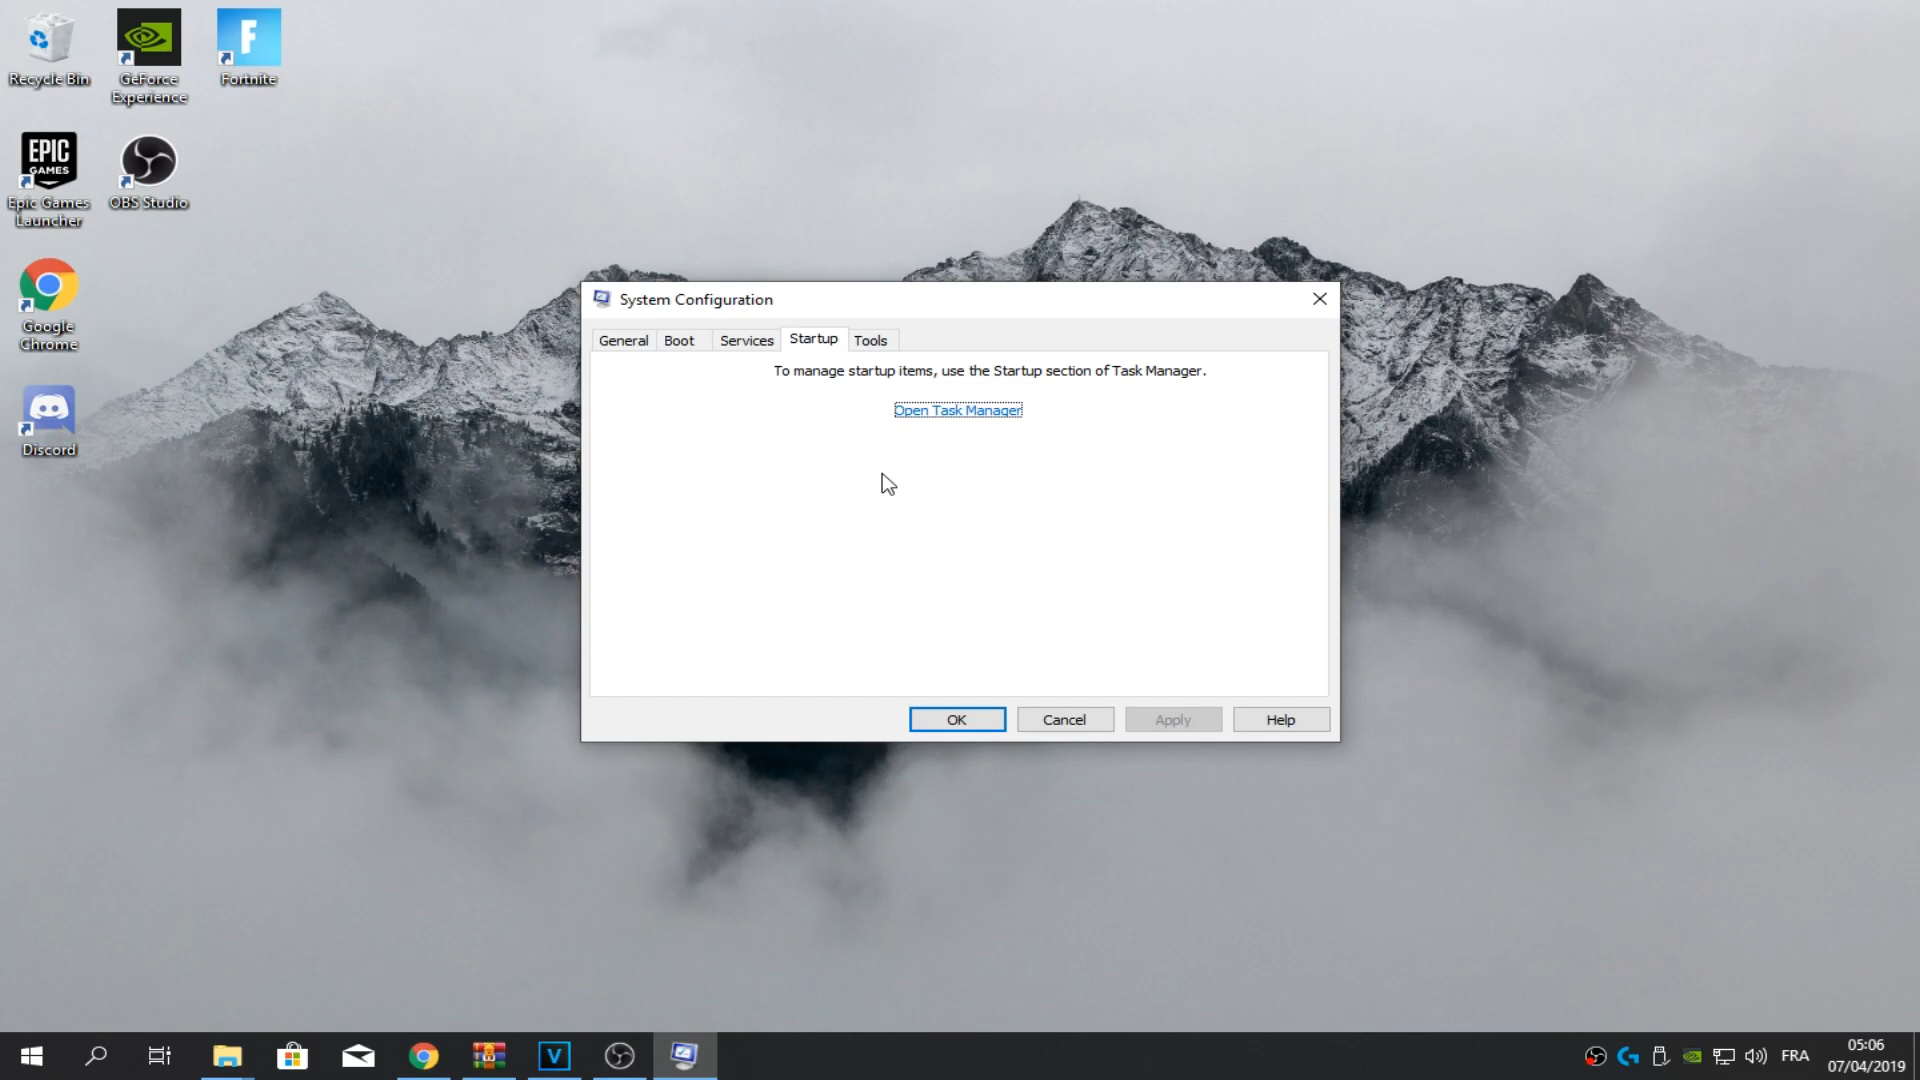 Recycle Bin
GeForce
Experience
Fortnite
EPIC
GAMES
Epic Games
Launcher
OBS Studio
Google
Chrome
Discord
System Configuration
General
Boot
Services
Startup
Tools
To manage startup items, use the Startup section of Task Manager.
Open Task Manager
OK
Cancel
Apply
Help
V
FRA
05:06
07/04/2019